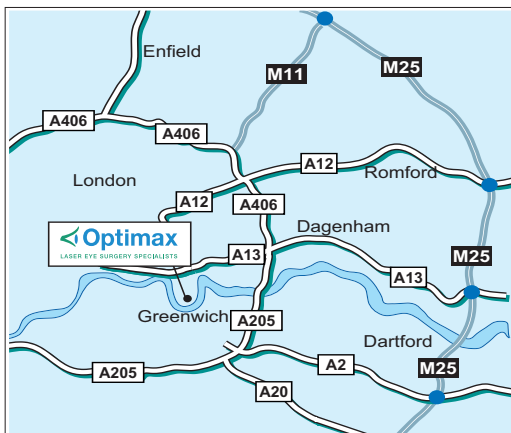 Enfield
M11
M25
A406
A406
A12
Romford
London
A12
A406
Optimax
LASER EYE SURGERY SPECIALISTS
Dagenham
A13
M25
A13
Greenwich
A205
Dartford
A205
A2
M25
A20